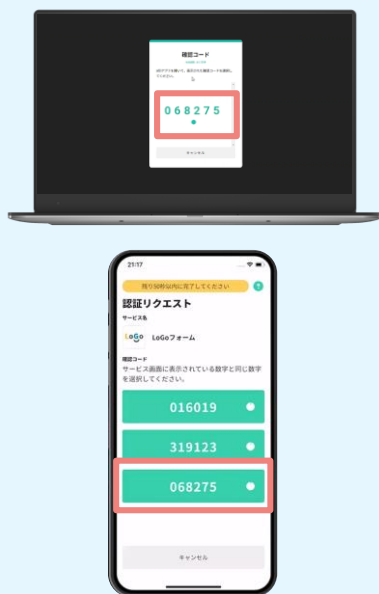 確認コード
068275
キャンセル
21:17
残り50秒以内に完了してください
?
認証リクエスト
サービス名
LoGo
LoGoフォーム
確認コード
サービス画面に表示されている数字と同じ数字
を選択してください。
016019
319123
068275
キャンセル